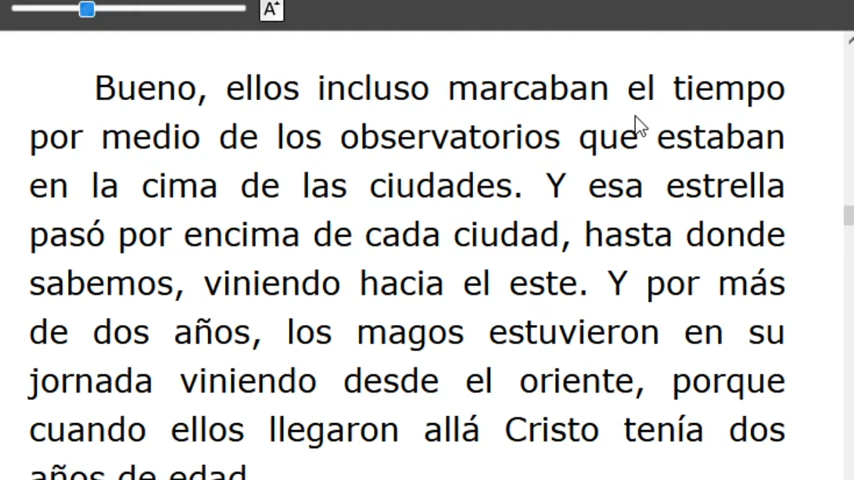 A
Bueno, ellos incluso marcaban el tiempo
por medio de los observatorios que estaban
en la cima de las ciudades. Y esa estrella
pasó por encima de cada ciudad, hasta donde
sabemos, viniendo hacia el este. Y por más
de dos años, los magos estuvieron en su
jornada viniendo desde el oriente, porque
cuando ellos llegaron allá Cristo tenía dos
años de edad